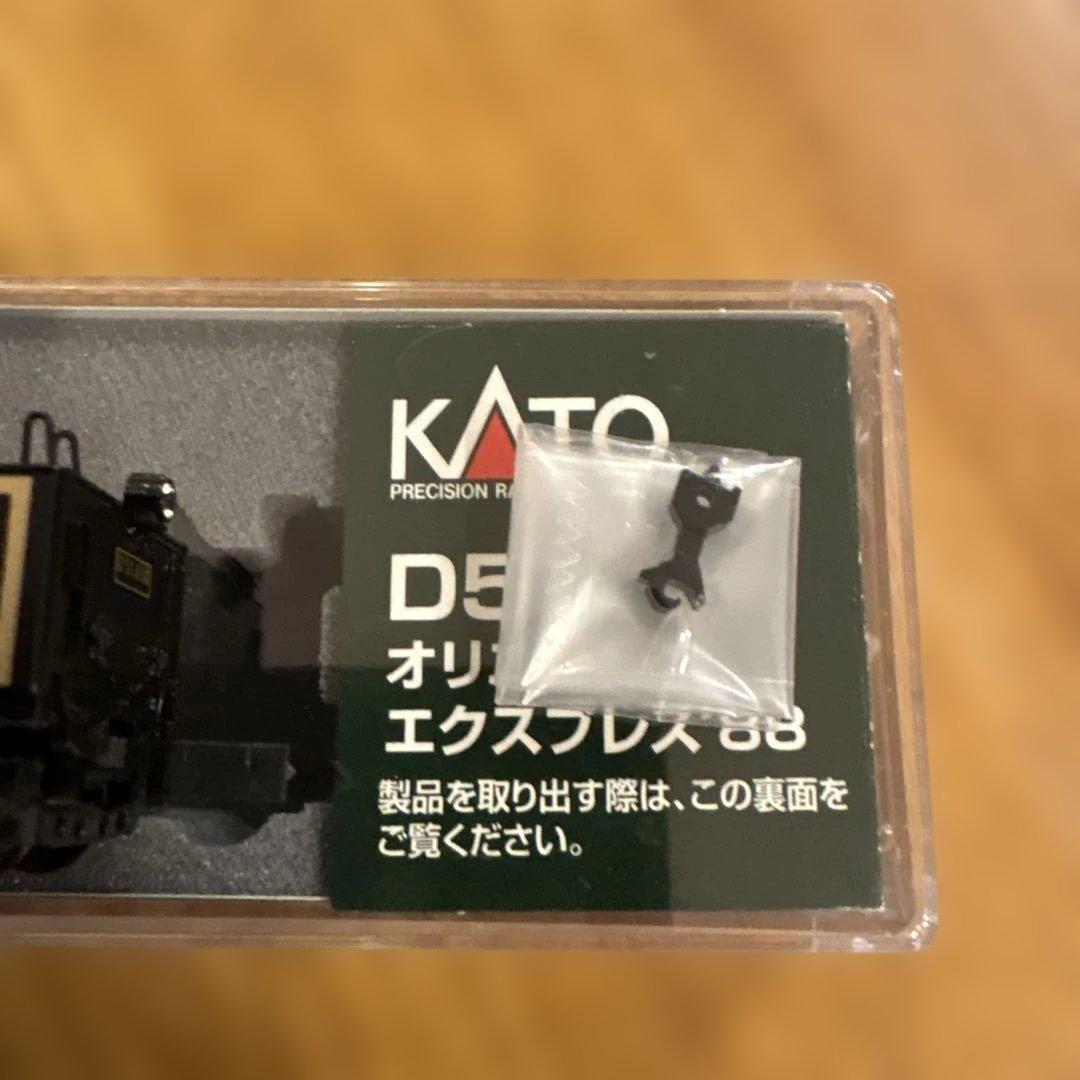 KATO
PRECISION RA
D5
オリ
エクスプレス '88
製品を取り出す際は、この裏面を
ご覧ください。